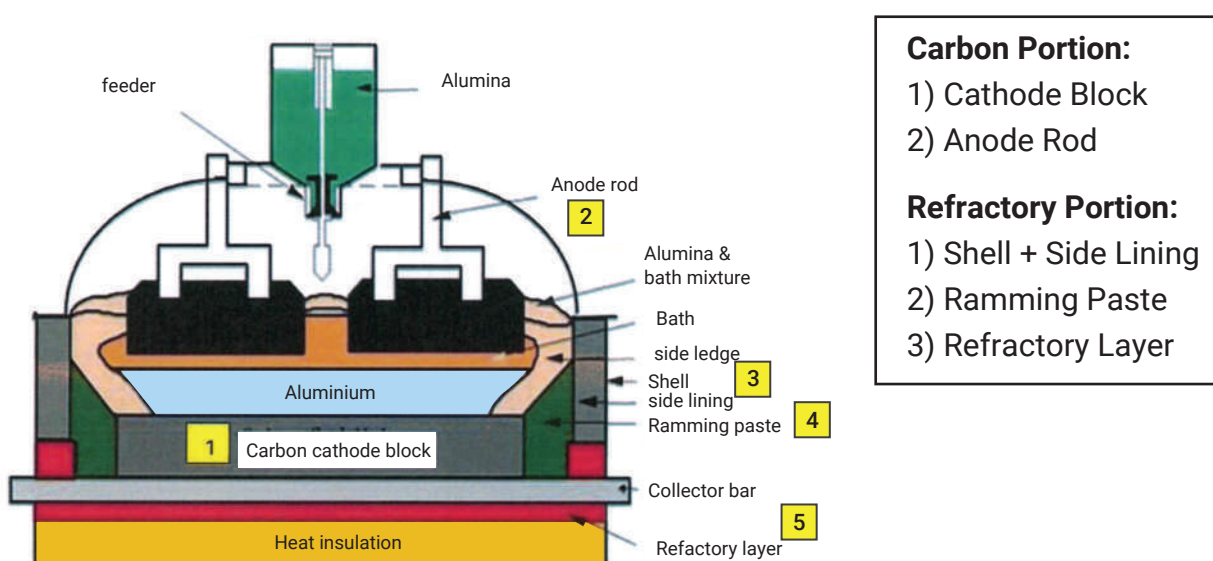 feeder
Alumina
Anode rod
2
Alumina &
bath mixture
Bath
side ledge
Shell
3
side lining
Ramming paste
4
Aluminium
1
Carbon cathode block
Collector bar
5
Refactory layer
Heat insulation
Carbon Portion:
1) Cathode Block
2) Anode Rod
Refractory Portion:
1) Shell + Side Lining
2) Ramming Paste
3) Refractory Layer